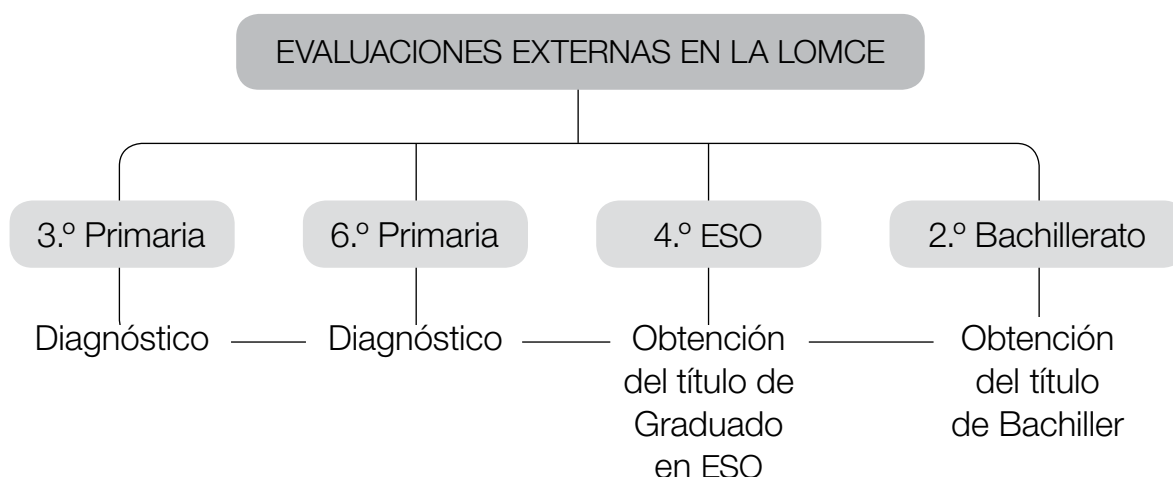 EVALUACIONES EXTERNAS EN LA LOMCE
3.º Primaria
6.º Primaria
4.º ESO
2.º Bachillerato
Diagnóstico
Diagnóstico
Obtención
del título de
Graduado
en ESO
Obtención
del título
de Bachiller